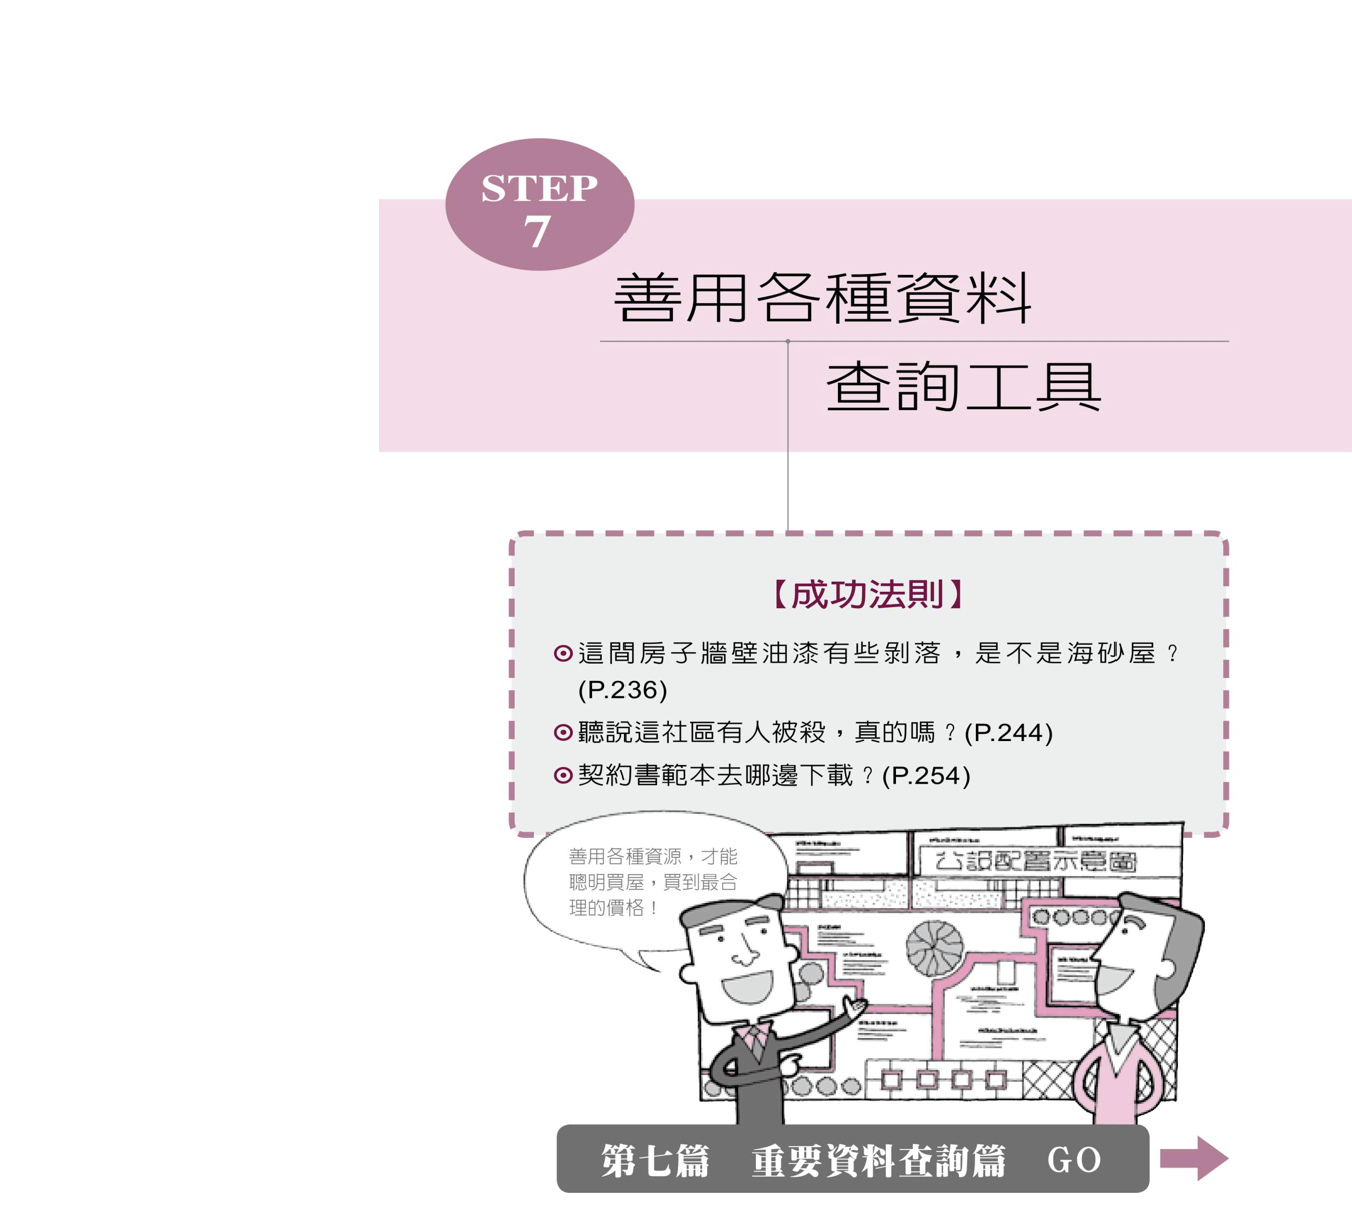 STEP
7
善用各種資料
查詢工具
【成功法則】
⊙這間房子牆壁油漆有些剝落，是不是海砂屋？
(P.236)
⊙聽說這社區有人被殺，真的嗎？(P.244)
⊙契約書範本去哪邊下載？(P.254)
善用各種資源，才能
聰明買屋，買到最合
理的價格！
公設配置示意圖
第七篇　重要資料查詢篇　GO